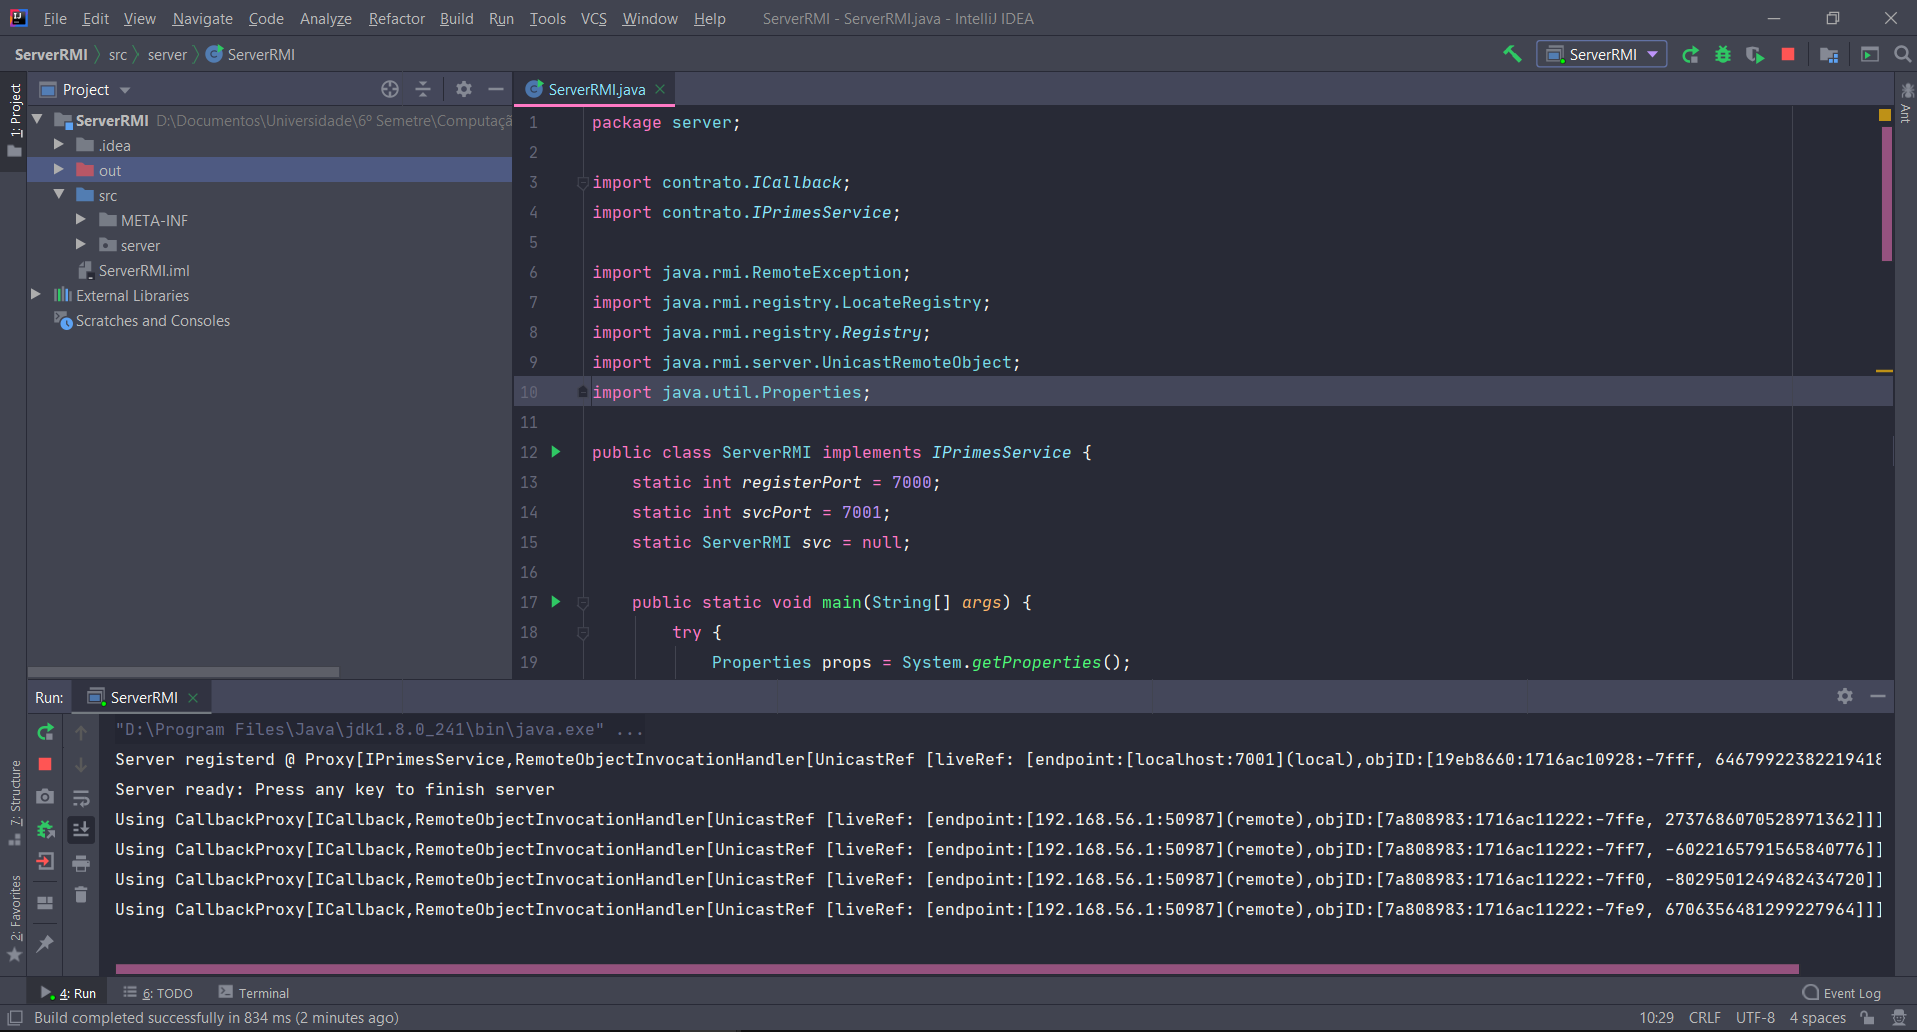 File Edit View Navigate Code Analyze Refactor Build Run Tools VCS Window Help ServerRMI - ServerRMI.java - IntelliJ IDEA
ServerRMI src server ServerRMI
ServerRMI
1: Project
Project
ServerRMI D:\Documentos\Universidade\6º Semetre\Computaçã
.idea
out
src
META-INF
server
ServerRMI.iml
External Libraries
Scratches and Consoles
ServerRMI.java
Ant
1 package server;
2
3 import contrato.ICallback;
4 import contrato.IPrimesService;
5
6 import java.rmi.RemoteException;
7 import java.rmi.registry.LocateRegistry;
8 import java.rmi.registry.Registry;
9 import java.rmi.server.UnicastRemoteObject;
10 import java.util.Properties;
11
12 public class ServerRMI implements IPrimesService {
13 static int registerPort = 7000;
14 static int svcPort = 7001;
15 static ServerRMI svc = null;
16
17 public static void main(String[] args) {
18 try {
19 Properties props = System.getProperties();
Run: ServerRMI
"D:\Program Files\Java\jdk1.8.0_241\bin\java.exe" ...
Server registerd @ Proxy[IPrimesService,RemoteObjectInvocationHandler[UnicastRef [liveRef: [endpoint:[localhost:7001](local),objID:[19eb8660:1716ac10928:-7fff, 64679922382219418
Server ready: Press any key to finish server
Using CallbackProxy[ICallback,RemoteObjectInvocationHandler[UnicastRef [liveRef: [endpoint:[192.168.56.1:50987](remote),objID:[7a808983:1716ac11222:-7ffe, 2737686070528971362]]]
Using CallbackProxy[ICallback,RemoteObjectInvocationHandler[UnicastRef [liveRef: [endpoint:[192.168.56.1:50987](remote),objID:[7a808983:1716ac11222:-7ff7, -6022165791565840776]]
Using CallbackProxy[ICallback,RemoteObjectInvocationHandler[UnicastRef [liveRef: [endpoint:[192.168.56.1:50987](remote),objID:[7a808983:1716ac11222:-7ff0, -8029501249482434720]]
Using CallbackProxy[ICallback,RemoteObjectInvocationHandler[UnicastRef [liveRef: [endpoint:[192.168.56.1:50987](remote),objID:[7a808983:1716ac11222:-7fe9, 6706356481299227964]]]
7: Structure
2: Favorites
4: Run 6: TODO Terminal Event Log
Build completed successfully in 834 ms (2 minutes ago) 10:29 CRLF UTF-8 4 spaces